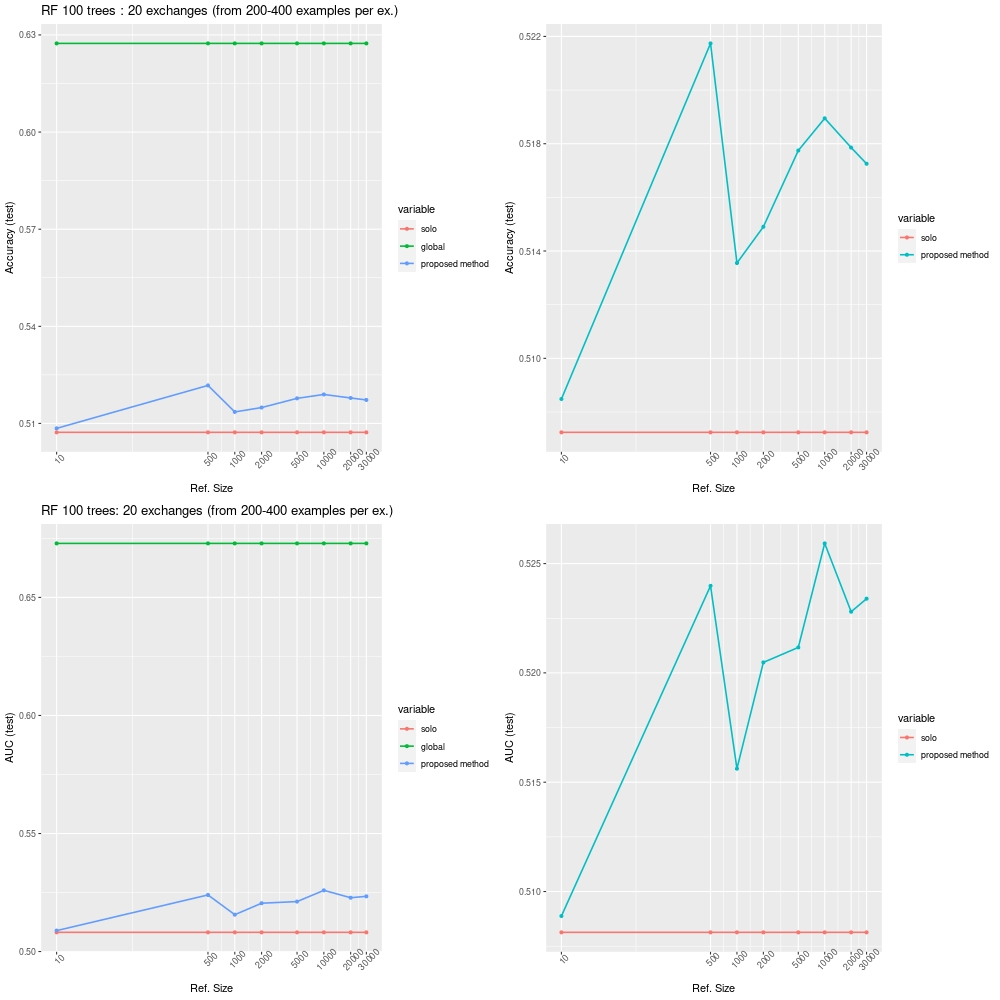 RF 100 trees : 20 exchanges (from 200-400 examples per ex.)
0.63
0.60
0.57
0.54
0.51
Accuracy (test)
10
500
1000
2000
5000
10000
20000
30000
Ref. Size
variable
solo
global
proposed method
0.522
0.518
0.514
0.510
Accuracy (test)
10
500
1000
2000
5000
10000
20000
30000
Ref. Size
variable
solo
proposed method
RF 100 trees: 20 exchanges (from 200-400 examples per ex.)
0.65
0.60
0.55
0.50
AUC (test)
10
500
1000
2000
5000
10000
20000
30000
Ref. Size
variable
solo
global
proposed method
0.525
0.520
0.515
0.510
AUC (test)
10
500
1000
2000
5000
10000
20000
30000
Ref. Size
variable
solo
proposed method